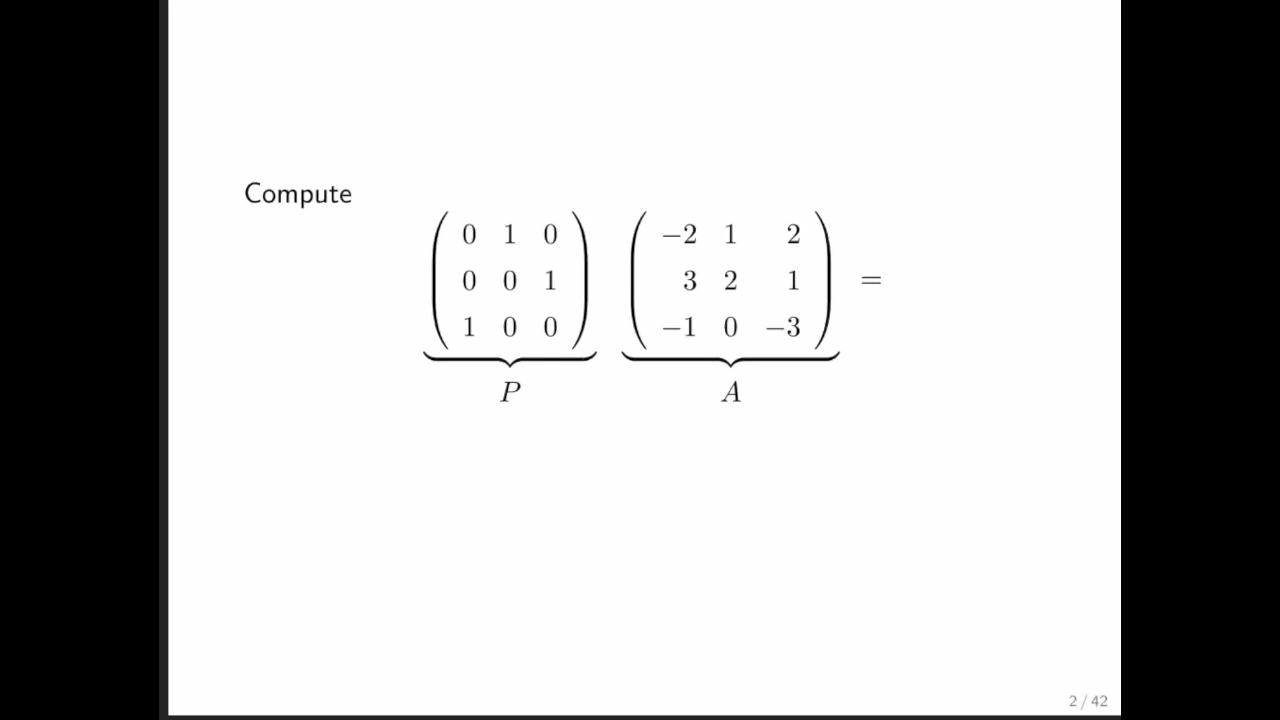 Compute
0 1 0
0 0 1
1 0 0
P
−2 1 2
3 2 1
−1 0 −3
A
=
2 / 42